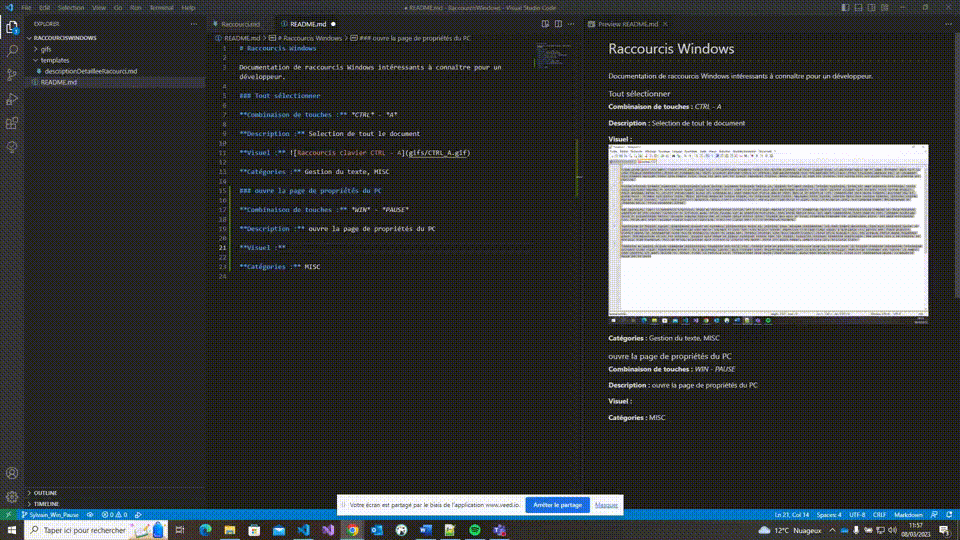 File Edit Selection View Go Run Terminal Help
README.md - RaccourcisWindows - Visual Studio Code
EXPLORER
RACCOURCISWINDOWS
gifs
templates
descriptionDetailleeRacourci.md
README.md
OUTLINE
TIMELINE
Raccourci.md
README.md
README.md > # Raccourcis Windows > ### ouvre la page de propriétés du PC
1 # Raccourcis Windows
2
3 Documentation de raccourcis Windows intéressants à connaître pour un
développeur.
4
5 ### Tout sélectionner
6
7 **Combinaison de touches :** *CTRL* - *A*
8
9 **Description :** Selection de tout le document
10
11 **Visuel :** ![Raccourcis clavier CTRL - A](gifs/CTRL_A.gif)
12
13 **Catégories :** Gestion du texte, MISC
14
15 ### ouvre la page de propriétés du PC
16
17 **Combinaison de touches :** *WIN* - *PAUSE*
18
19 **Description :** ouvre la page de propriétés du PC
20
21 **Visuel :**
22
23 **Catégories :** MISC
24
Preview README.md
Raccourcis Windows
Documentation de raccourcis Windows intéressants à connaître pour un développeur.
Tout sélectionner
Combinaison de touches : CTRL - A
Description : Selection de tout le document
Visuel :
Catégories : Gestion du texte, MISC
ouvre la page de propriétés du PC
Combinaison de touches : WIN - PAUSE
Description : ouvre la page de propriétés du PC
Visuel :
Catégories : MISC
Votre écran est partagé par le biais de l'application www.veed.io.
Arrêter le partage
Masquer
Sylvain_Win_Pause
0 0
Ln 21, Col 14 Spaces: 4 UTF-8 CRLF Markdown
Taper ici pour rechercher
12°C Nuageux
11:57
08/03/2023